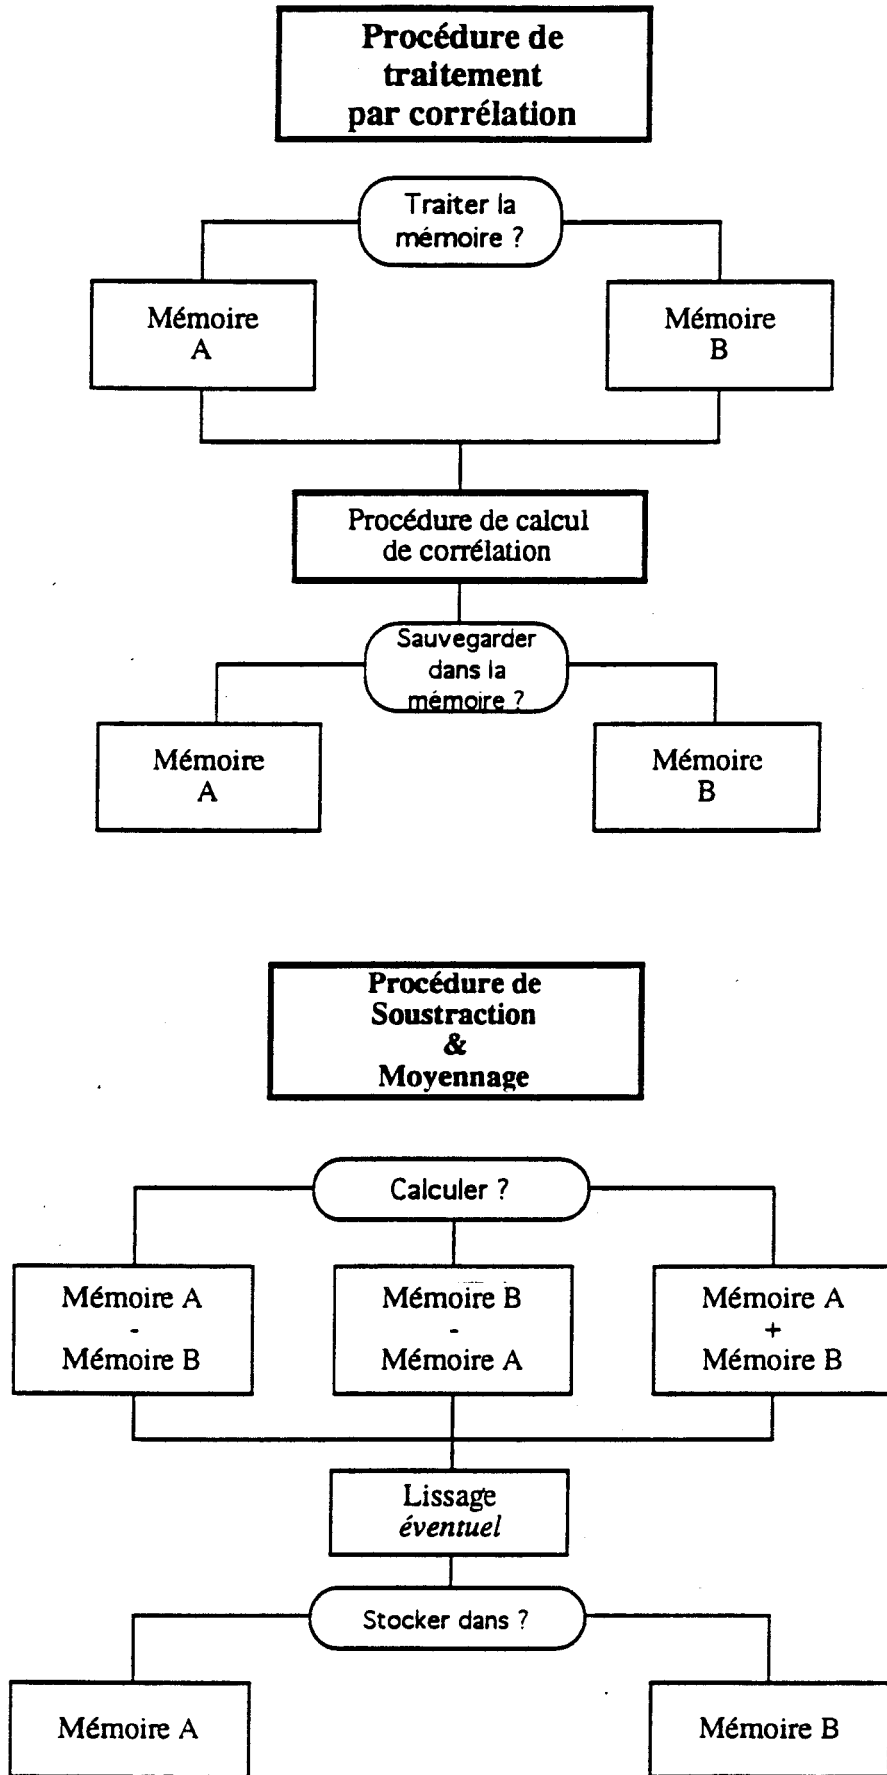 Procédure de
traitement
par corrélation
Traiter la
mémoire ?
Mémoire
A
Mémoire
B
Procédure de calcul
de corrélation
Sauvegarder
dans la
mémoire ?
Mémoire
A
Mémoire
B
Procédure de
Soustraction
&
Moyennage
Calculer ?
Mémoire A
-
Mémoire B
Mémoire B
-
Mémoire A
Mémoire A
+
Mémoire B
Lissage
éventuel
Stocker dans ?
Mémoire A
Mémoire B